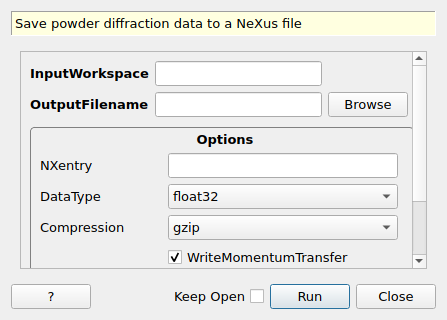 Save powder diffraction data to a NeXus file
InputWorkspace
OutputFilename Browse
Options
NXentry
DataType float32
Compression gzip
WriteMomentumTransfer
? Keep Open Run Close